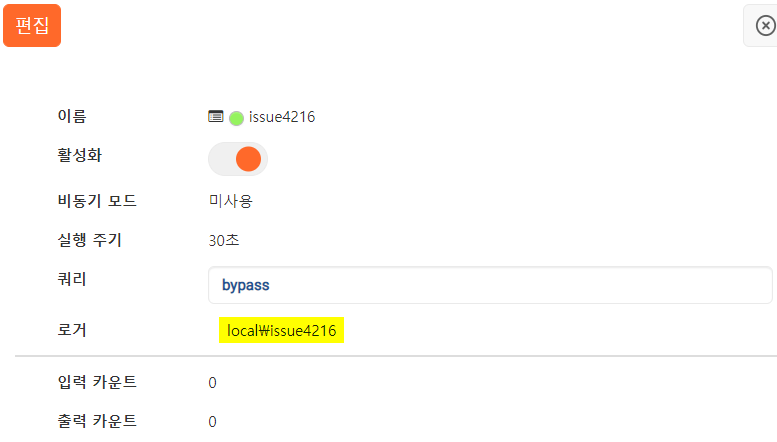 편집
이름 issue4216
활성화
비동기 모드 미사용
실행 주기 30초
쿼리 bypass
로거 local₩issue4216
입력 카운트 0
출력 카운트 0